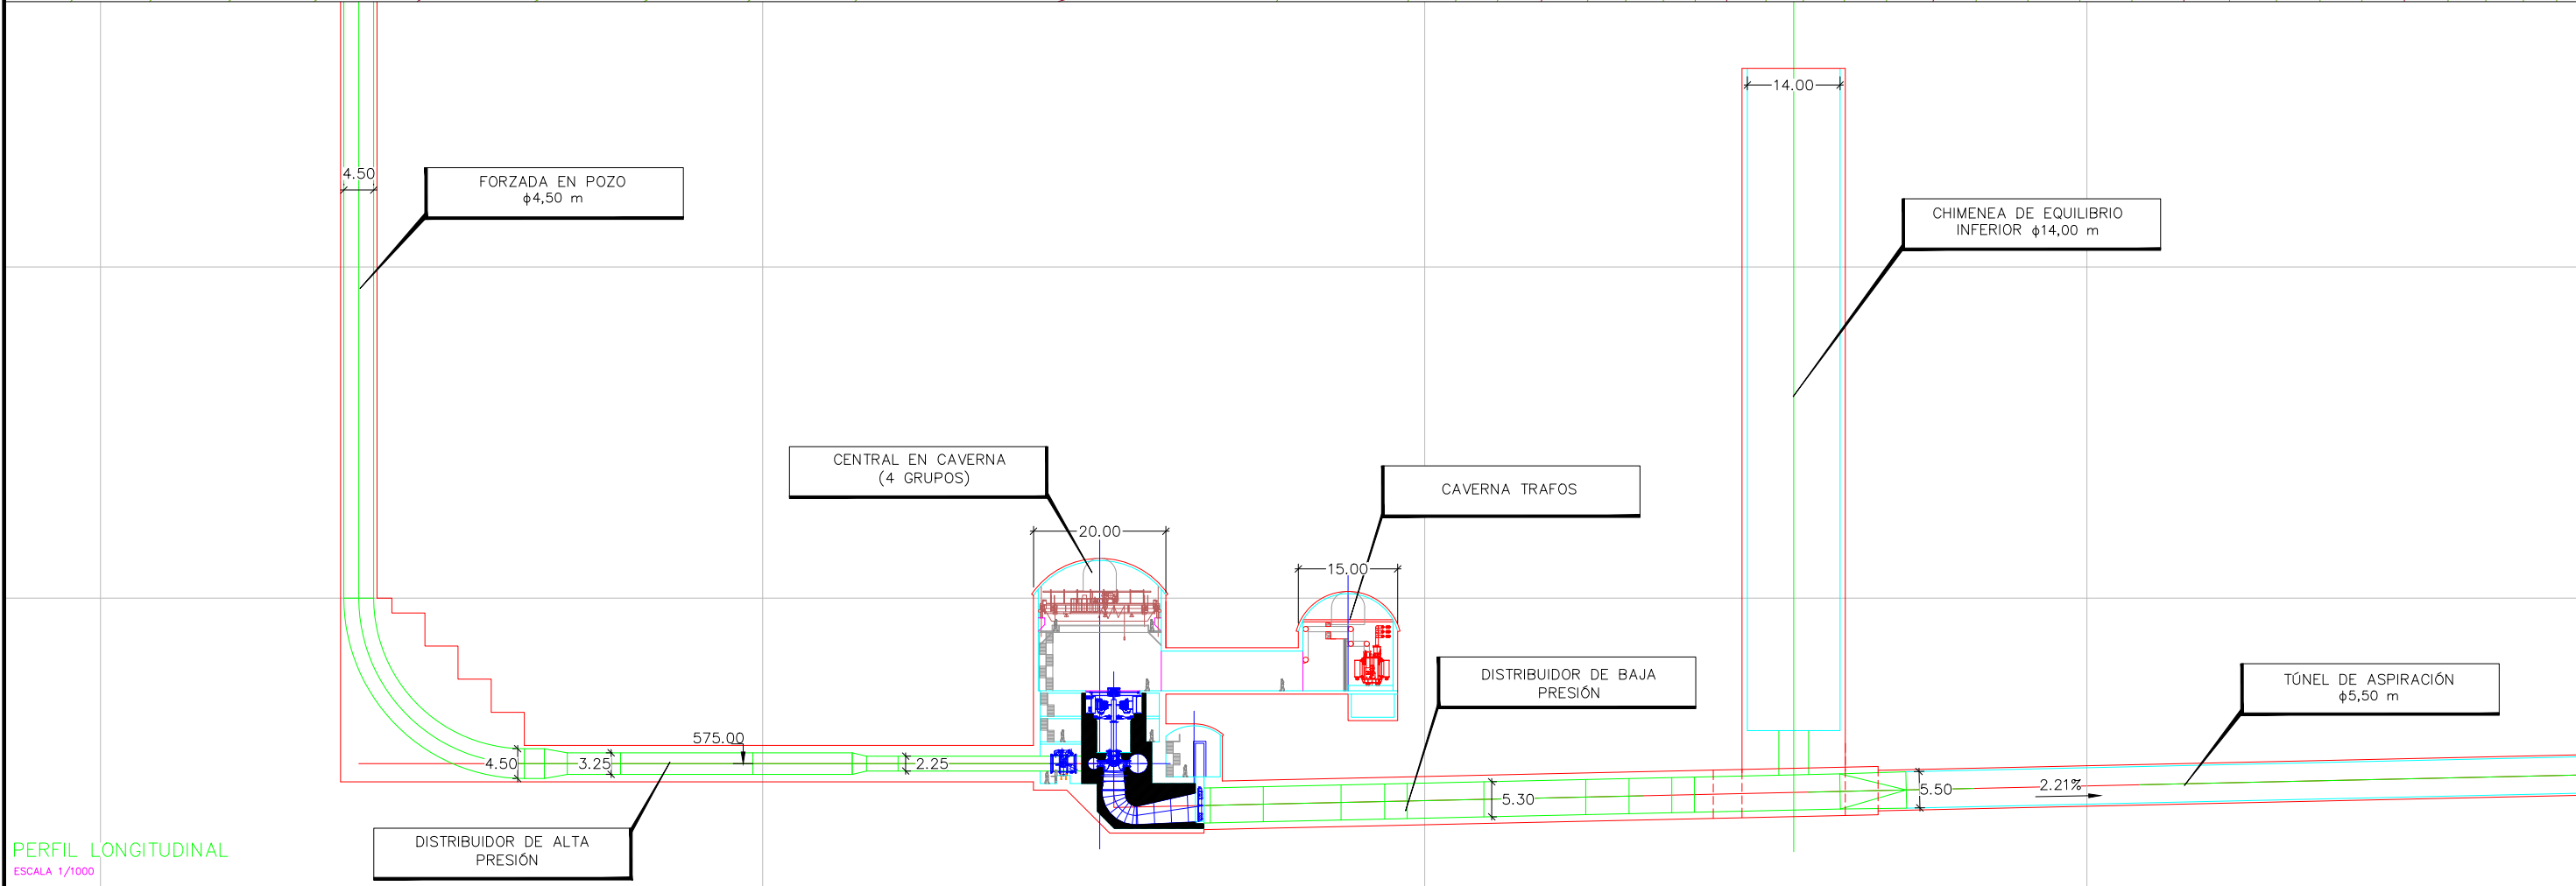 4.50
FORZADA EN POZO
ϕ4,50 m
14.00
CHIMENEA DE EQUILIBRIO
INFERIOR ϕ14,00 m
CENTRAL EN CAVERNA
(4 GRUPOS)
CAVERNA TRAFOS
20.00
15.00
DISTRIBUIDOR DE BAJA
PRESIÓN
TÚNEL DE ASPIRACIÓN
ϕ5,50 m
575.00
4.50
3.25
2.25
5.30
5.50
2.21%
DISTRIBUIDOR DE ALTA
PRESIÓN
PERFIL LONGITUDINAL
ESCALA 1/1000